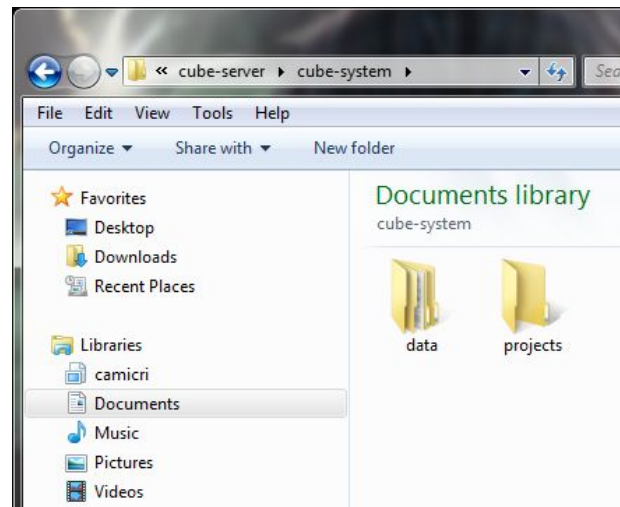 « cube-server ▸ cube-system ▸
Sea
File Edit View Tools Help
Organize ▾ Share with ▾ New folder
Favorites
Desktop
Downloads
Recent Places
Libraries
camicri
Documents
Music
Pictures
Videos
Documents library
cube-system
data
projects